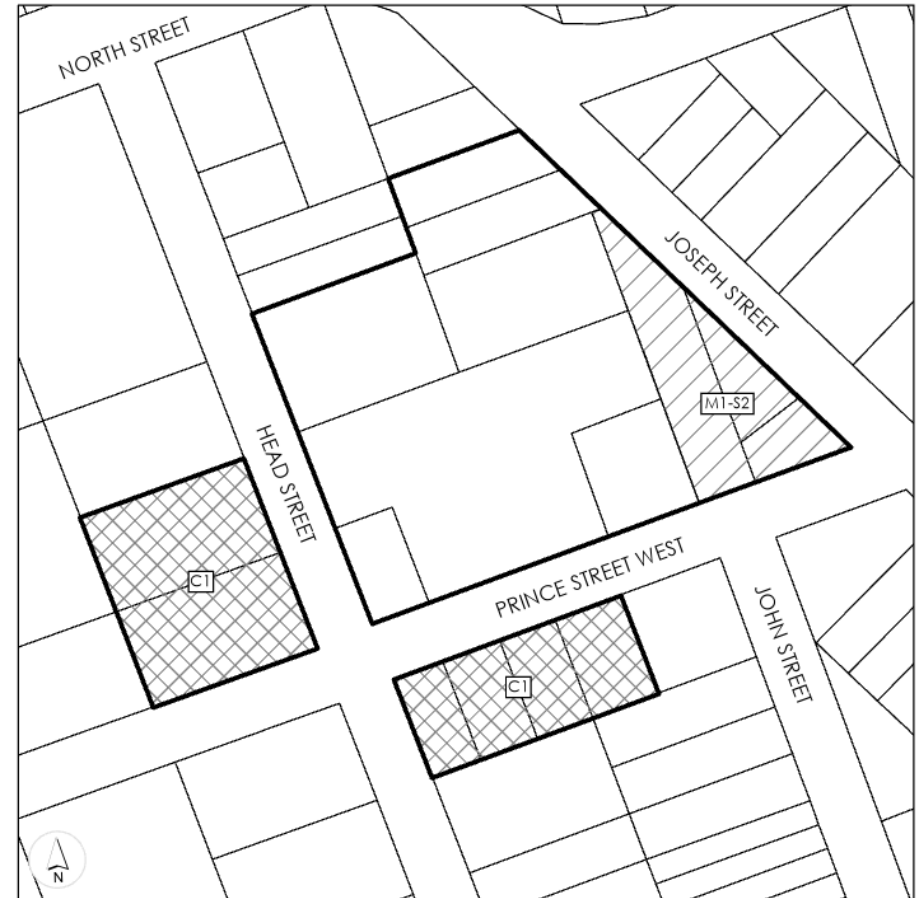 NORTH STREET
JOSEPH STREET
M1-S2
HEAD STREET
C1
PRINCE STREET WEST
JOHN STREET
C1
N